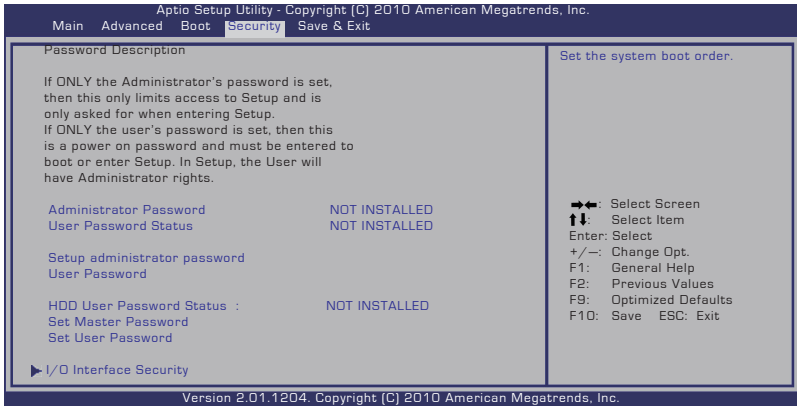 Aptio Setup Utility - Copyright (C) 2010 American Megatrends, Inc.
Main Advanced Boot Security Save & Exit
Password Description
If ONLY the Administrator's password is set,
then this only limits access to Setup and is
only asked for when entering Setup.
If ONLY the user's password is set, then this
is a power on password and must be entered to
boot or enter Setup. In Setup, the User will
have Administrator rights.
Administrator Password NOT INSTALLED
User Password Status NOT INSTALLED
Setup administrator password
User Password
HDD User Password Status : NOT INSTALLED
Set Master Password
Set User Password
I/O Interface Security
Set the system boot order.
→←: Select Screen
↑↓: Select Item
Enter: Select
+/—: Change Opt.
F1: General Help
F2: Previous Values
F9: Optimized Defaults
F10: Save ESC: Exit
Version 2.01.1204. Copyright (C) 2010 American Megatrends, Inc.